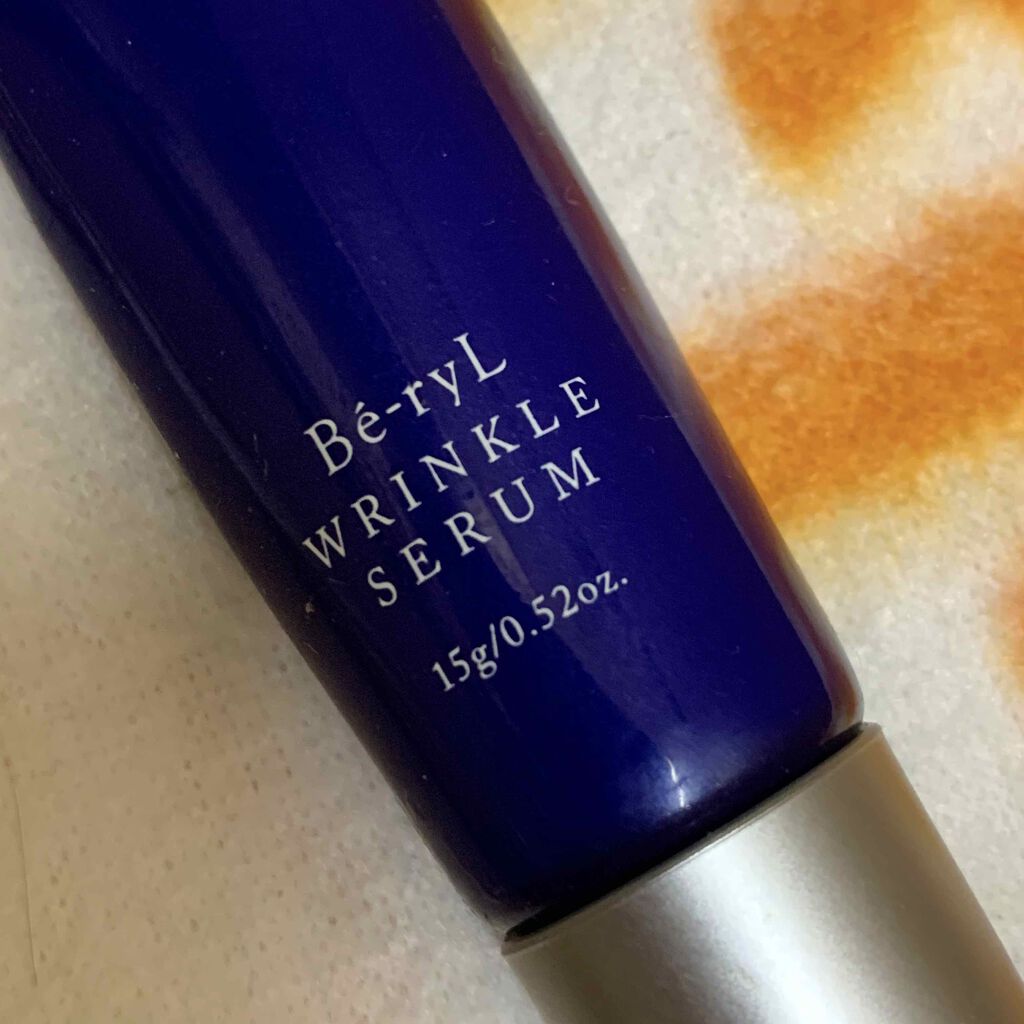 Bé-ryL
WRINKLE
SERUM
15g/0.52oz.